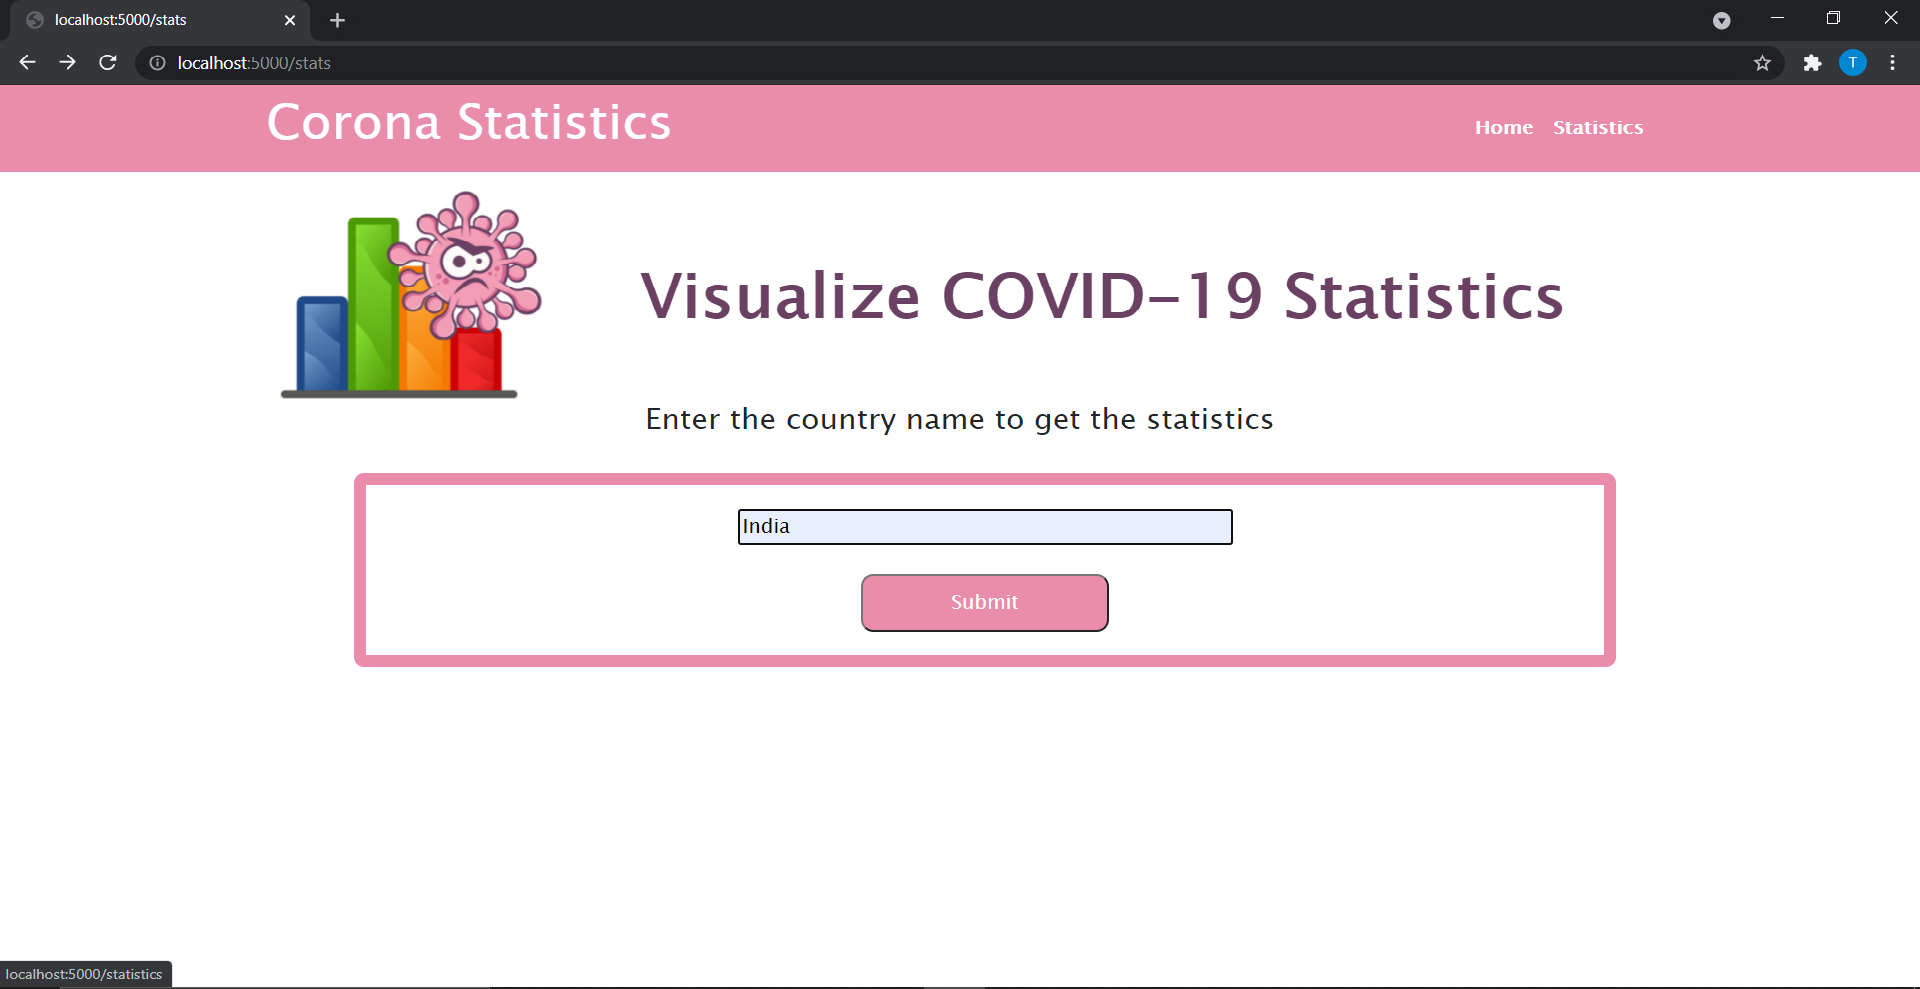 localhost:5000/stats
localhost:5000/stats
T
Corona Statistics
Home Statistics
Visualize COVID-19 Statistics
Enter the country name to get the statistics
India
Submit
localhost:5000/statistics